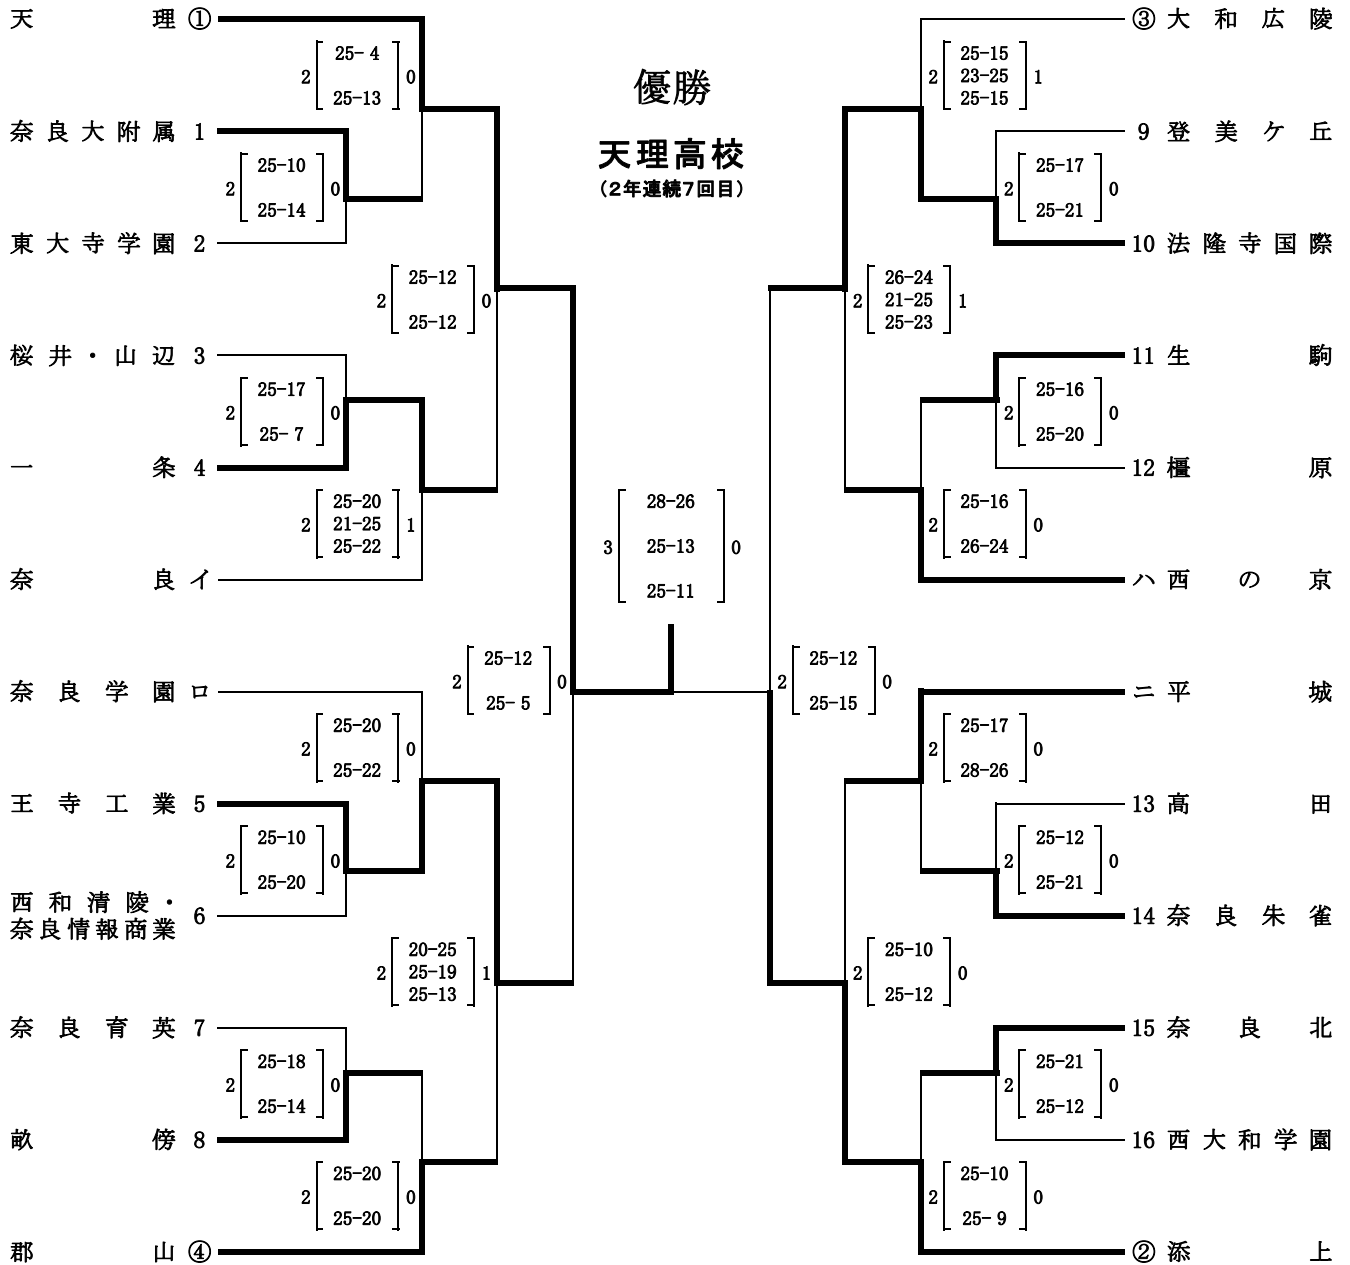 優勝
天理高校
（２年連続７回目）
天理 ①
2 25- 4 0
25-13
奈良大附属 1
2 25-10 0
25-14
東大寺学園 2
2 25-12 0
25-12
桜井・山辺 3
2 25-17 0
25- 7
一条 4
2 25-20 1
21-25
25-22
奈良 イ
2 25-12 0
25- 5
奈良学園 ロ
2 25-20 0
25-22
王寺工業 5
2 25-10 0
25-20
西和清陵・
奈良情報商業 6
2 20-25 1
25-19
25-13
奈良育英 7
2 25-18 0
25-14
畝傍 8
2 25-20 0
25-20
郡山 ④
3 28-26 0
25-13
25-11
③ 大和広陵
2 25-15 1
23-25
25-15
9 登美ケ丘
2 25-17 0
25-21
10 法隆寺国際
2 26-24 1
21-25
25-23
11 生駒
2 25-16 0
25-20
12 橿原
2 25-16 0
26-24
ハ 西の京
2 25-12 0
25-15
ニ 平城
2 25-17 0
28-26
13 高田
2 25-12 0
25-21
14 奈良朱雀
2 25-10 0
25-12
15 奈良北
2 25-21 0
25-12
16 西大和学園
2 25-10 0
25- 9
② 添上